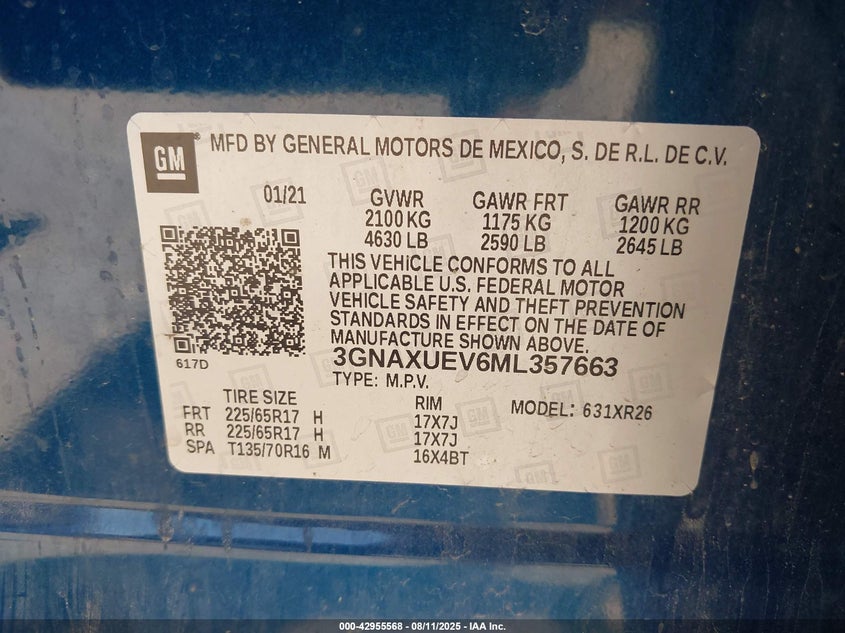 GM ® MFD BY GENERAL MOTORS DE MEXICO, S. DE R.L. DE C.V.
01/21 GVWR GAWR FRT GAWR RR
2100 KG 1175 KG 1200 KG
4630 LB 2590 LB 2645 LB
THIS VEHICLE CONFORMS TO ALL
APPLICABLE U.S. FEDERAL MOTOR
VEHICLE SAFETY AND THEFT PREVENTION
STANDARDS IN EFFECT ON THE DATE OF
MANUFACTURE SHOWN ABOVE.
617D
3GNAXUEV6ML357663
TYPE: M.P.V.
TIRE SIZE RIM MODEL: 631XR26
FRT 225/65R17 H 17X7J
RR 225/65R17 H 17X7J
SPA T135/70R16 M 16X4BT
000-42955568 - 08/11/2025 - IAA Inc.